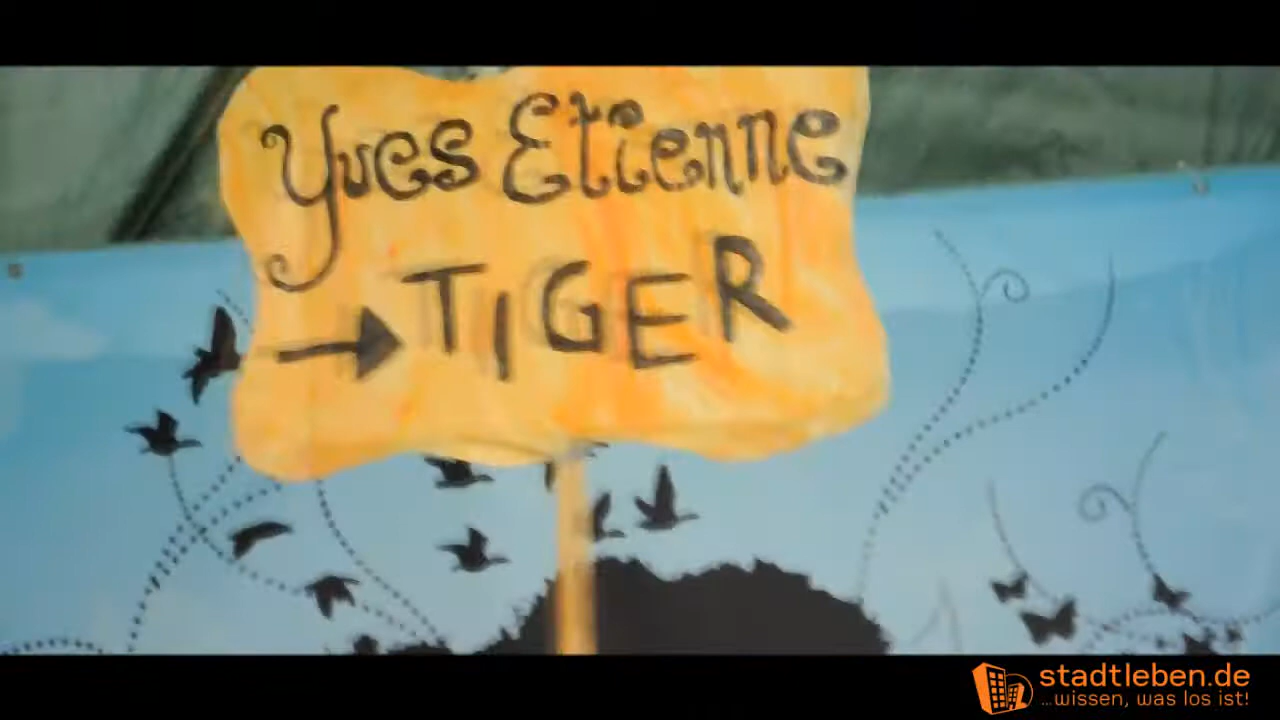 Yves Etienne
→ TIGER
stadtleben.de
...wissen, was los ist!